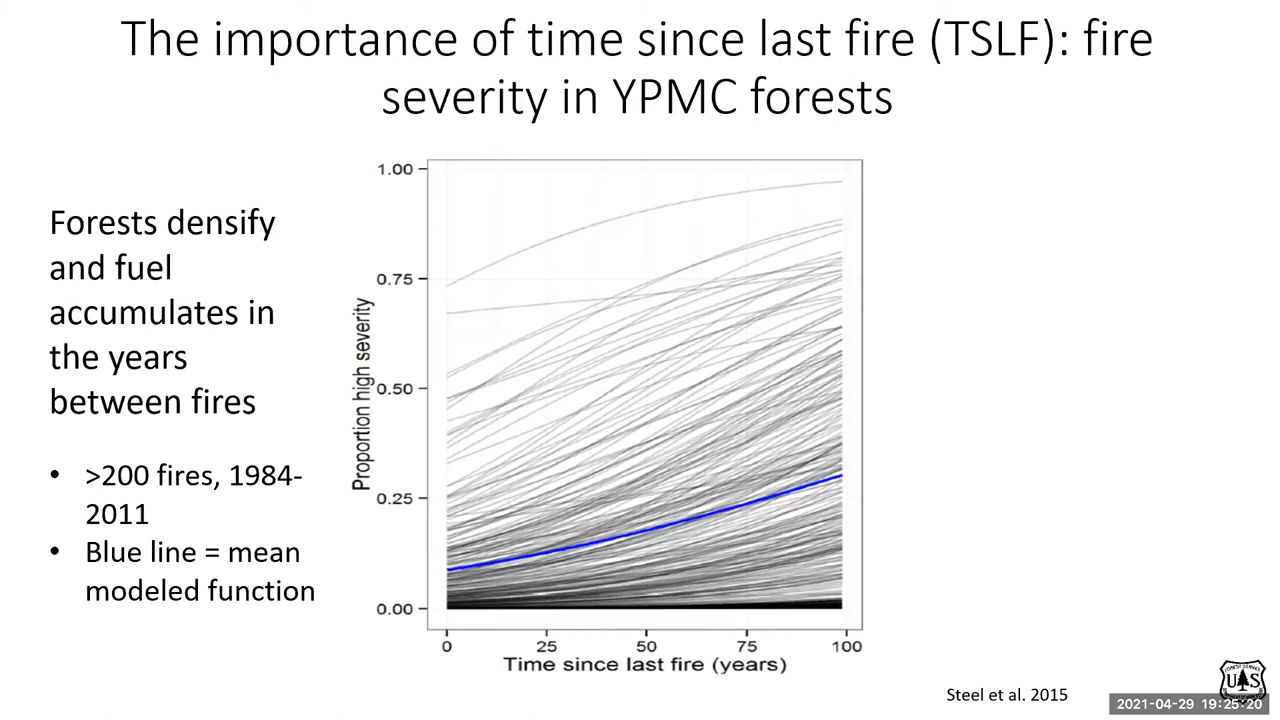 The importance of time since last fire (TSLF): fire
severity in YPMC forests
Forests densify
and fuel
accumulates in
the years
between fires
• >200 fires, 1984-
2011
• Blue line = mean
modeled function
Proportion high severity
1.00
0.75
0.50
0.25
0.00
0 25 50 75 100
Time since last fire (years)
Steel et al. 2015
FOREST SERVICE
U S
2021-04-29 19:25:20